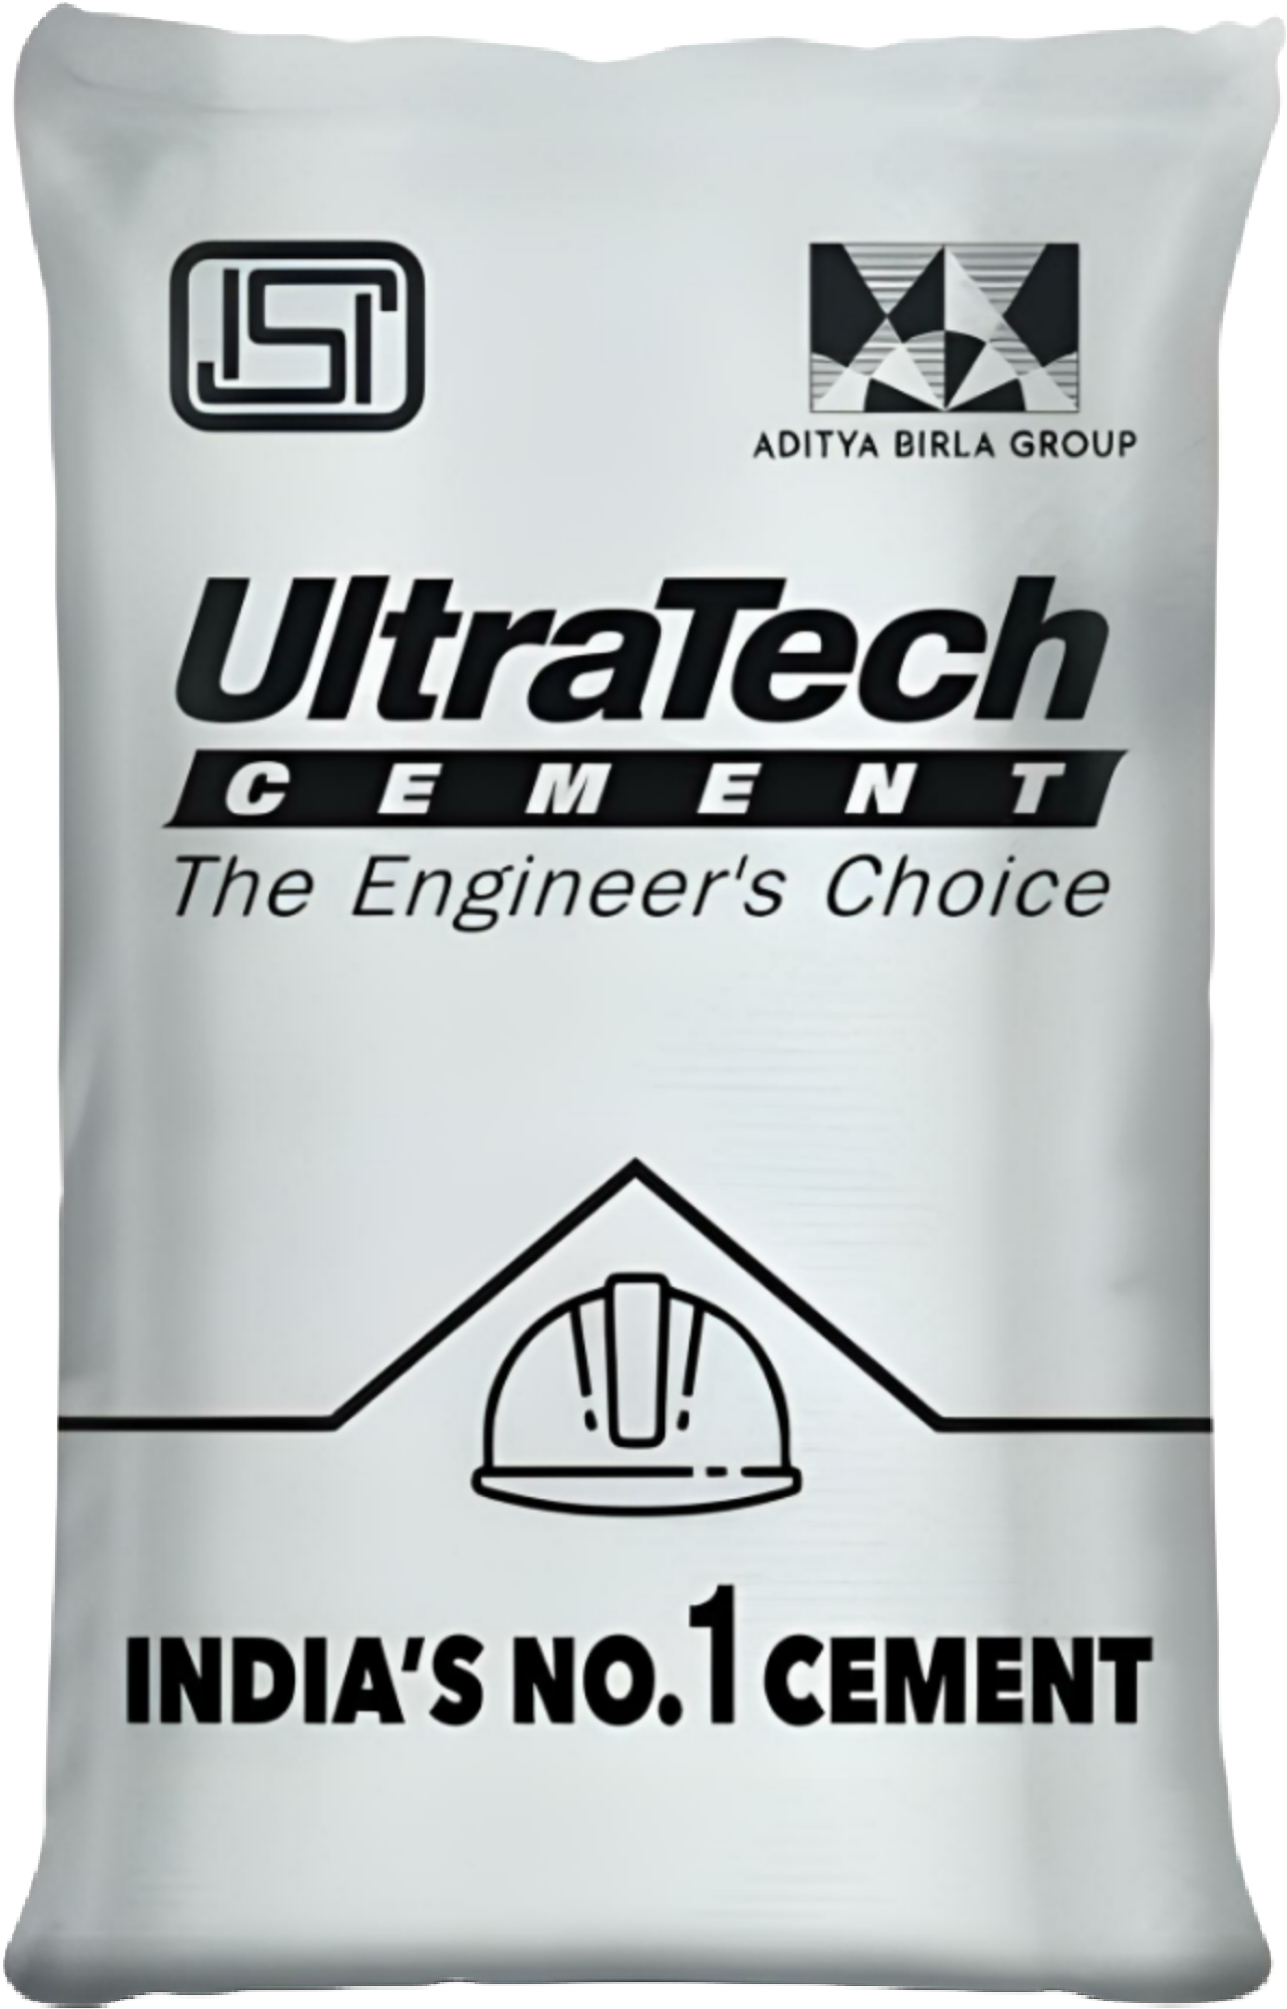 ISI
ADITYA BIRLA GROUP
UltraTech
CEMENT
The Engineer's Choice
INDIA'S NO.1 CEMENT